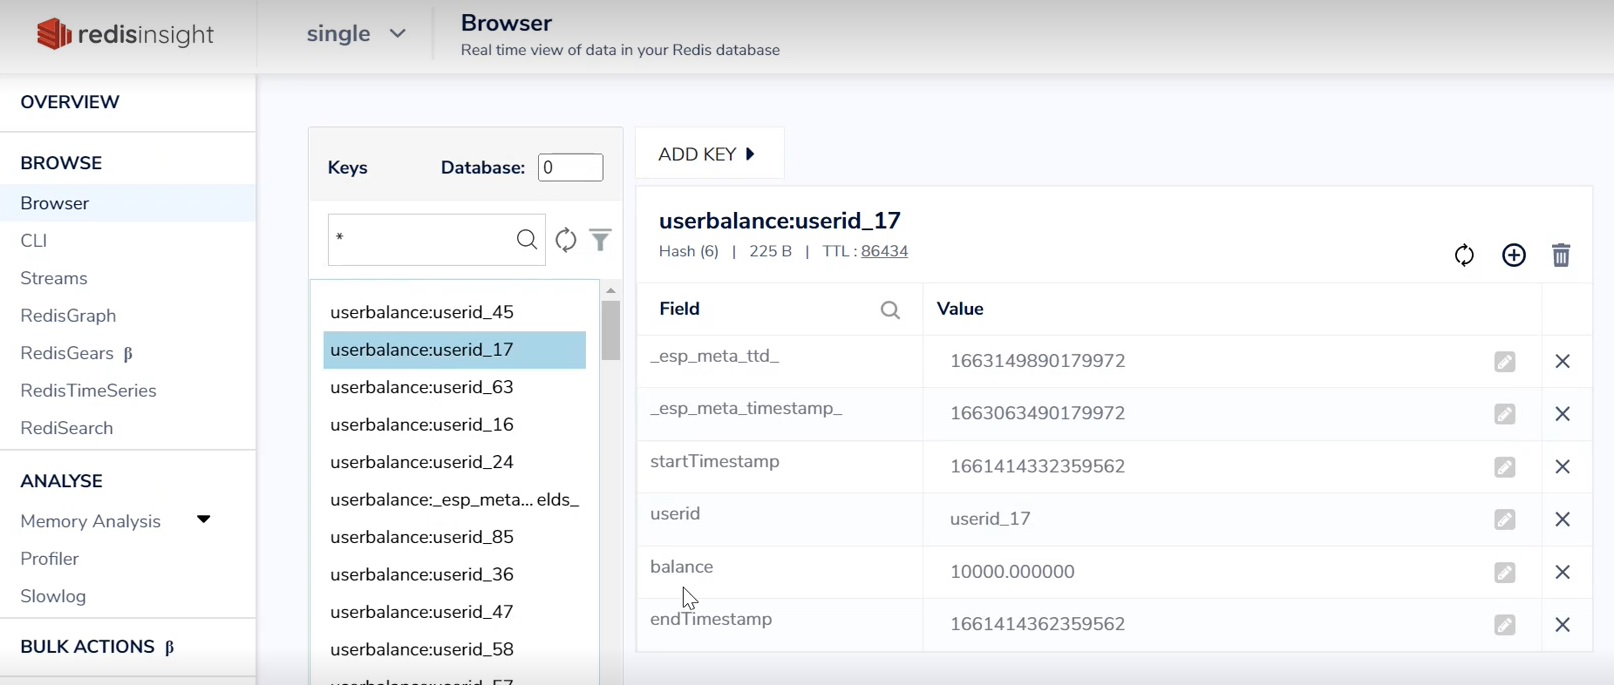 redisinsight
single
Browser
Real time view of data in your Redis database
OVERVIEW
BROWSE
Browser
CLI
Streams
RedisGraph
RedisGears β
RedisTimeSeries
RediSearch
ANALYSE
Memory Analysis
Profiler
Slowlog
BULK ACTIONS β
Keys Database: 0
*
userbalance:userid_45
userbalance:userid_17
userbalance:userid_63
userbalance:userid_16
userbalance:userid_24
userbalance:_esp_meta... elds_
userbalance:userid_85
userbalance:userid_36
userbalance:userid_47
userbalance:userid_58
userbalance:userid_57
ADD KEY
userbalance:userid_17
Hash (6) | 225 B | TTL : 86434
Field Value
_esp_meta_ttd_ 1663149890179972
_esp_meta_timestamp_ 1663063490179972
startTimestamp 1661414332359562
userid userid_17
balance 10000.000000
endTimestamp 1661414362359562